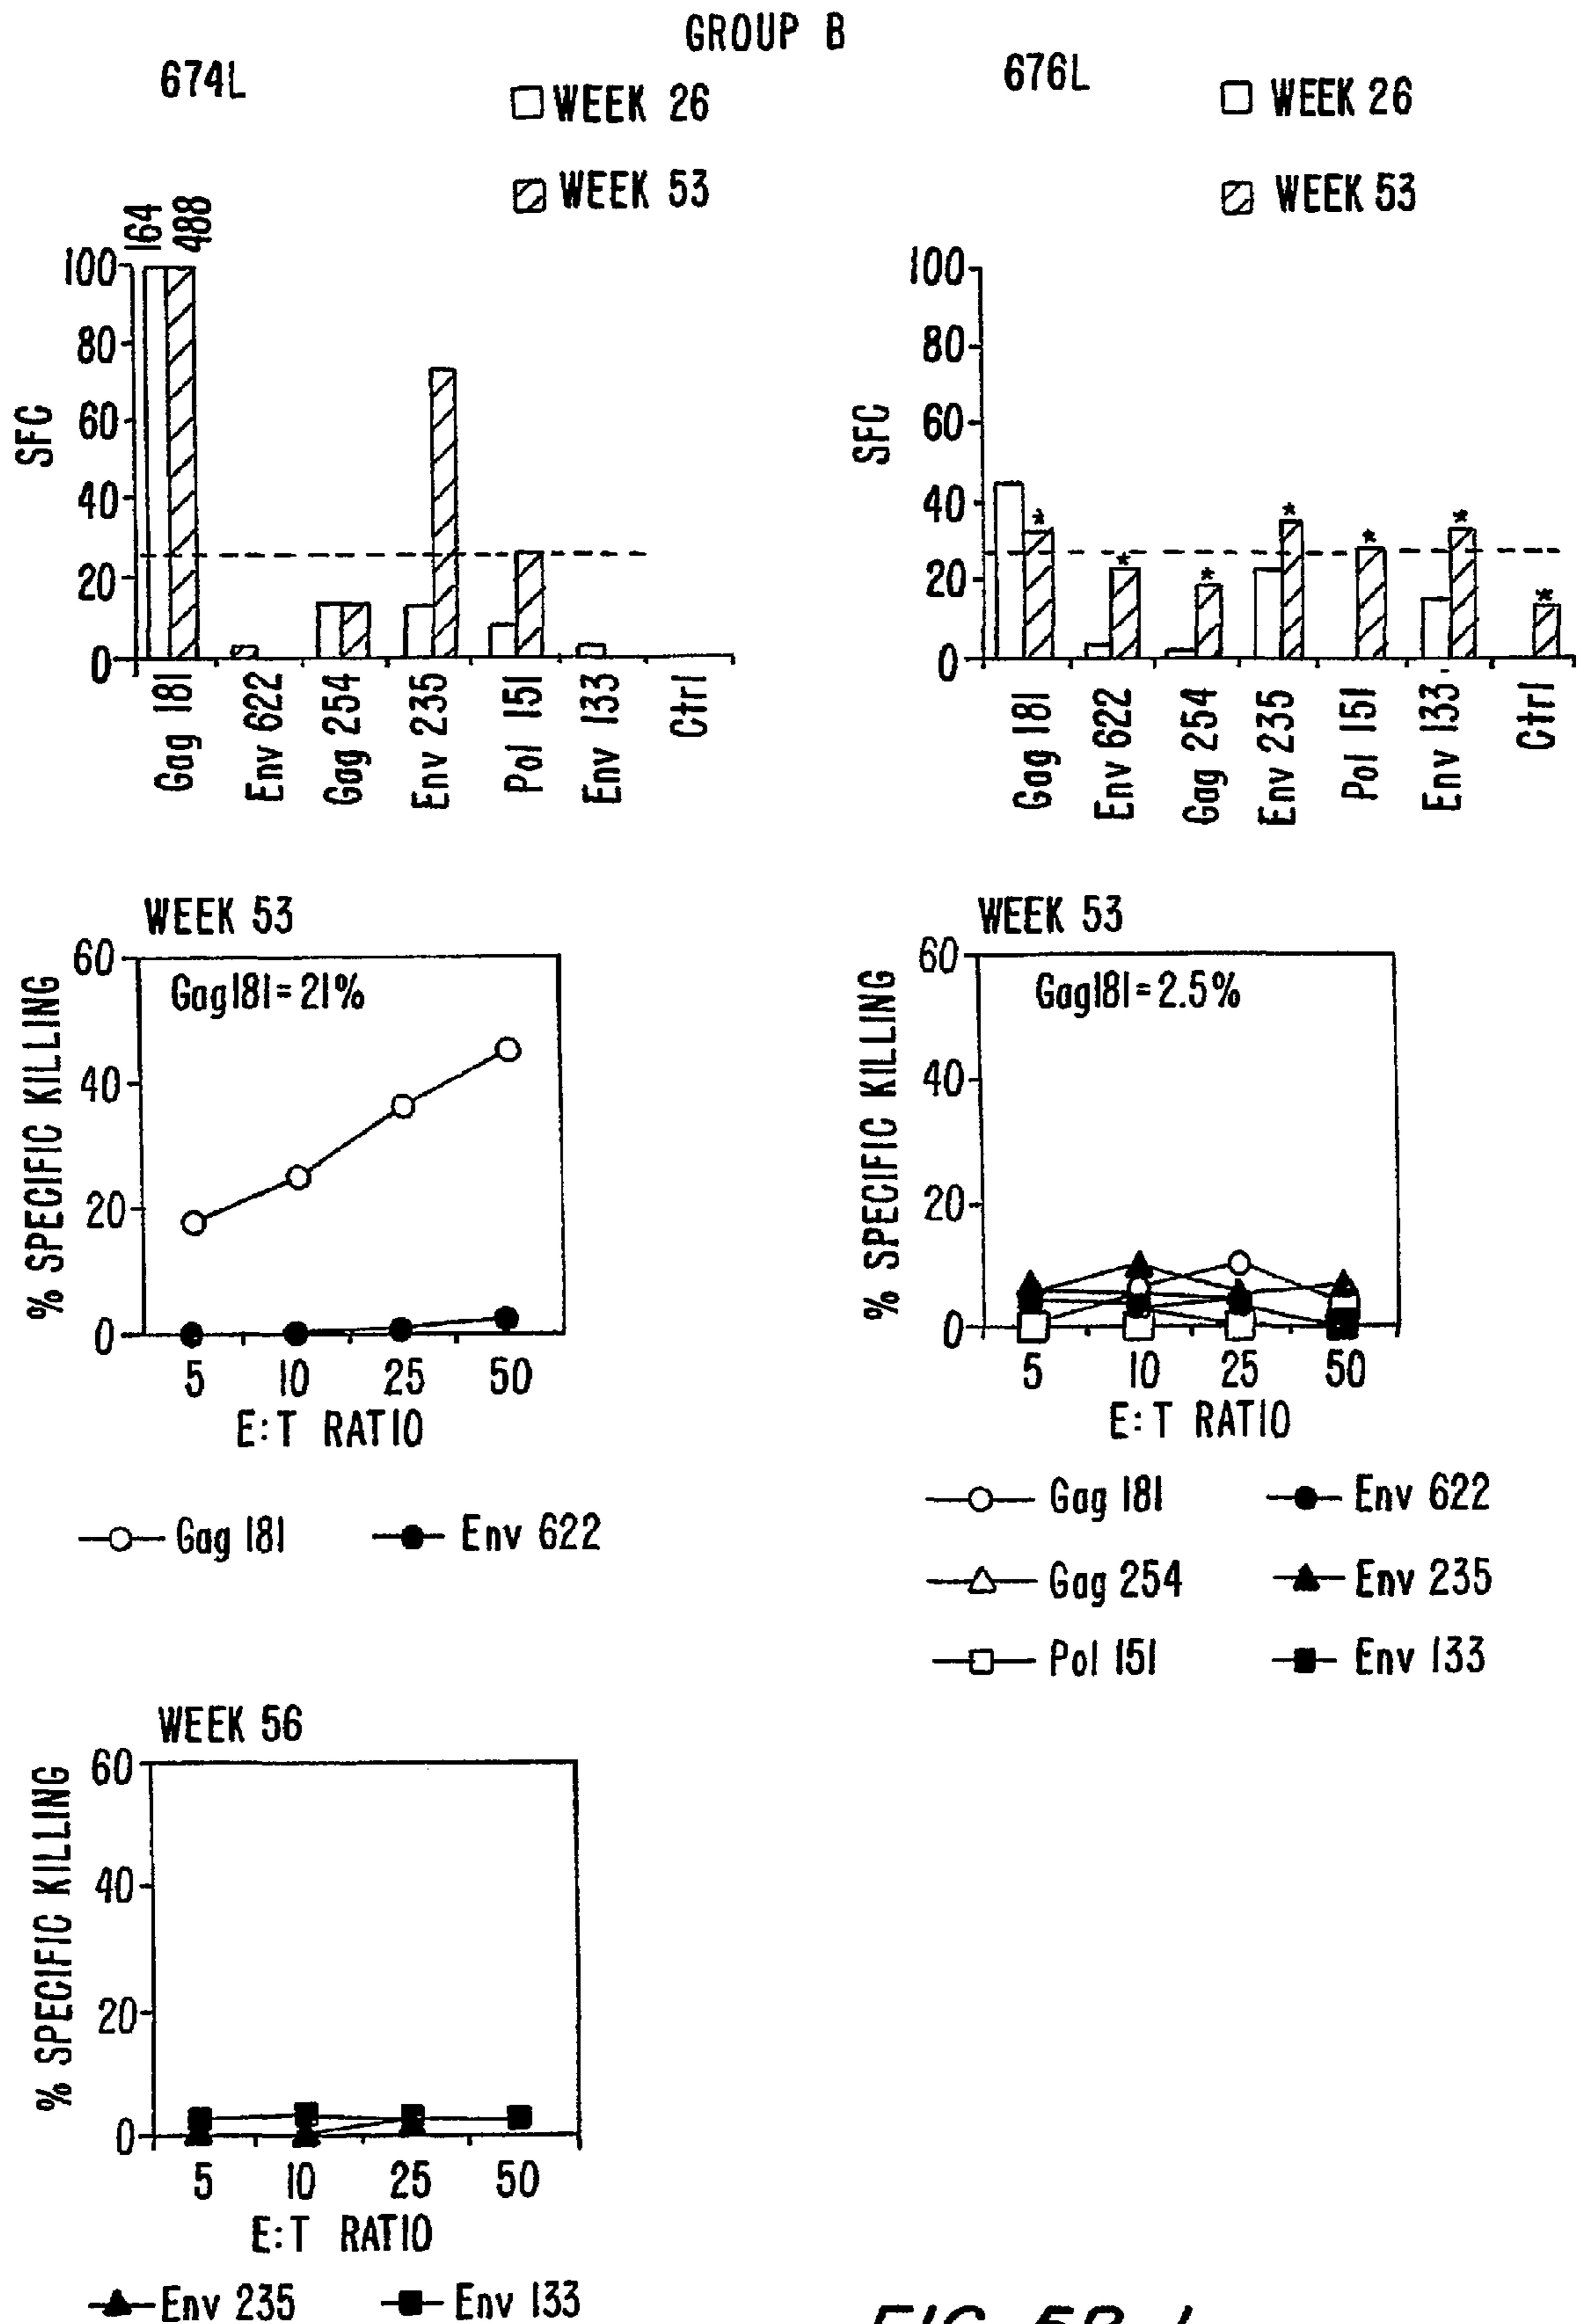 GROUP B
674L
WEEK 26
WEEK 53
164
488
SFC
100
80
60
40
20
0
Gag 181
Env 622
Gag 254
Env 235
Pol 151
Env 133
Ctrl
676L
WEEK 26
WEEK 53
SFC
100
80
60
40
20
0
*
*
*
*
*
*
*
Gag 181
Env 622
Gag 254
Env 235
Pol 151
Env 133
Ctrl
WEEK 53
% SPECIFIC KILLING
60
40
20
0
Gag181=21%
5 10 25 50
E:T RATIO
Gag 181 Env 622
WEEK 53
% SPECIFIC KILLING
60
40
20
0
Gag181=2.5%
5 10 25 50
E:T RATIO
Gag 181 Env 622
Gag 254 Env 235
Pol 151 Env 133
WEEK 56
% SPECIFIC KILLING
60
40
20
0
5 10 25 50
E:T RATIO
Env 235 Env 133